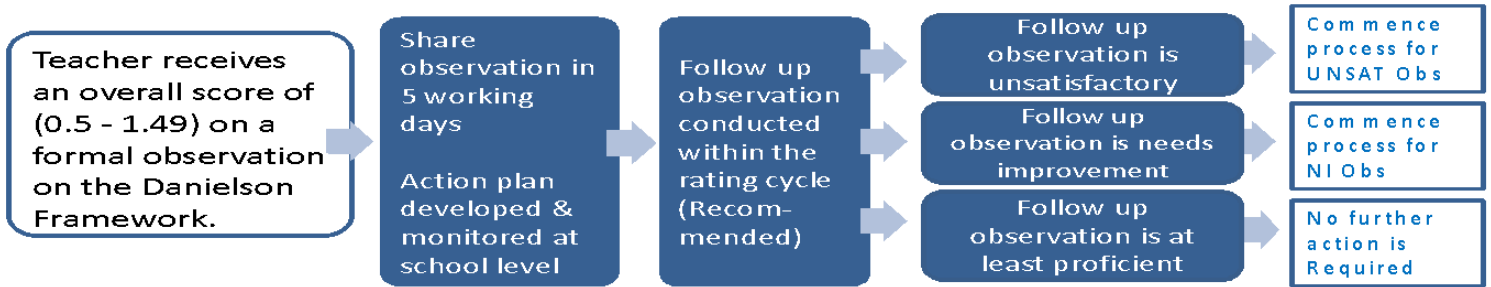 Teacher receives
an overall score of
(0.5 - 1.49) on a
formal observation
on the Danielson
Framework.
Share
observation in
5 working
days
Action plan
developed &
monitored at
school level
Follow up
observation
conducted
within the
rating cycle
(Recom-
mended)
Follow up
observation is
unsatisfactory
Commence
process for
UNSAT Obs
Follow up
observation is needs
improvement
Commence
process for
NI Obs
Follow up
observation is at
least proficient
No further
action is
Required